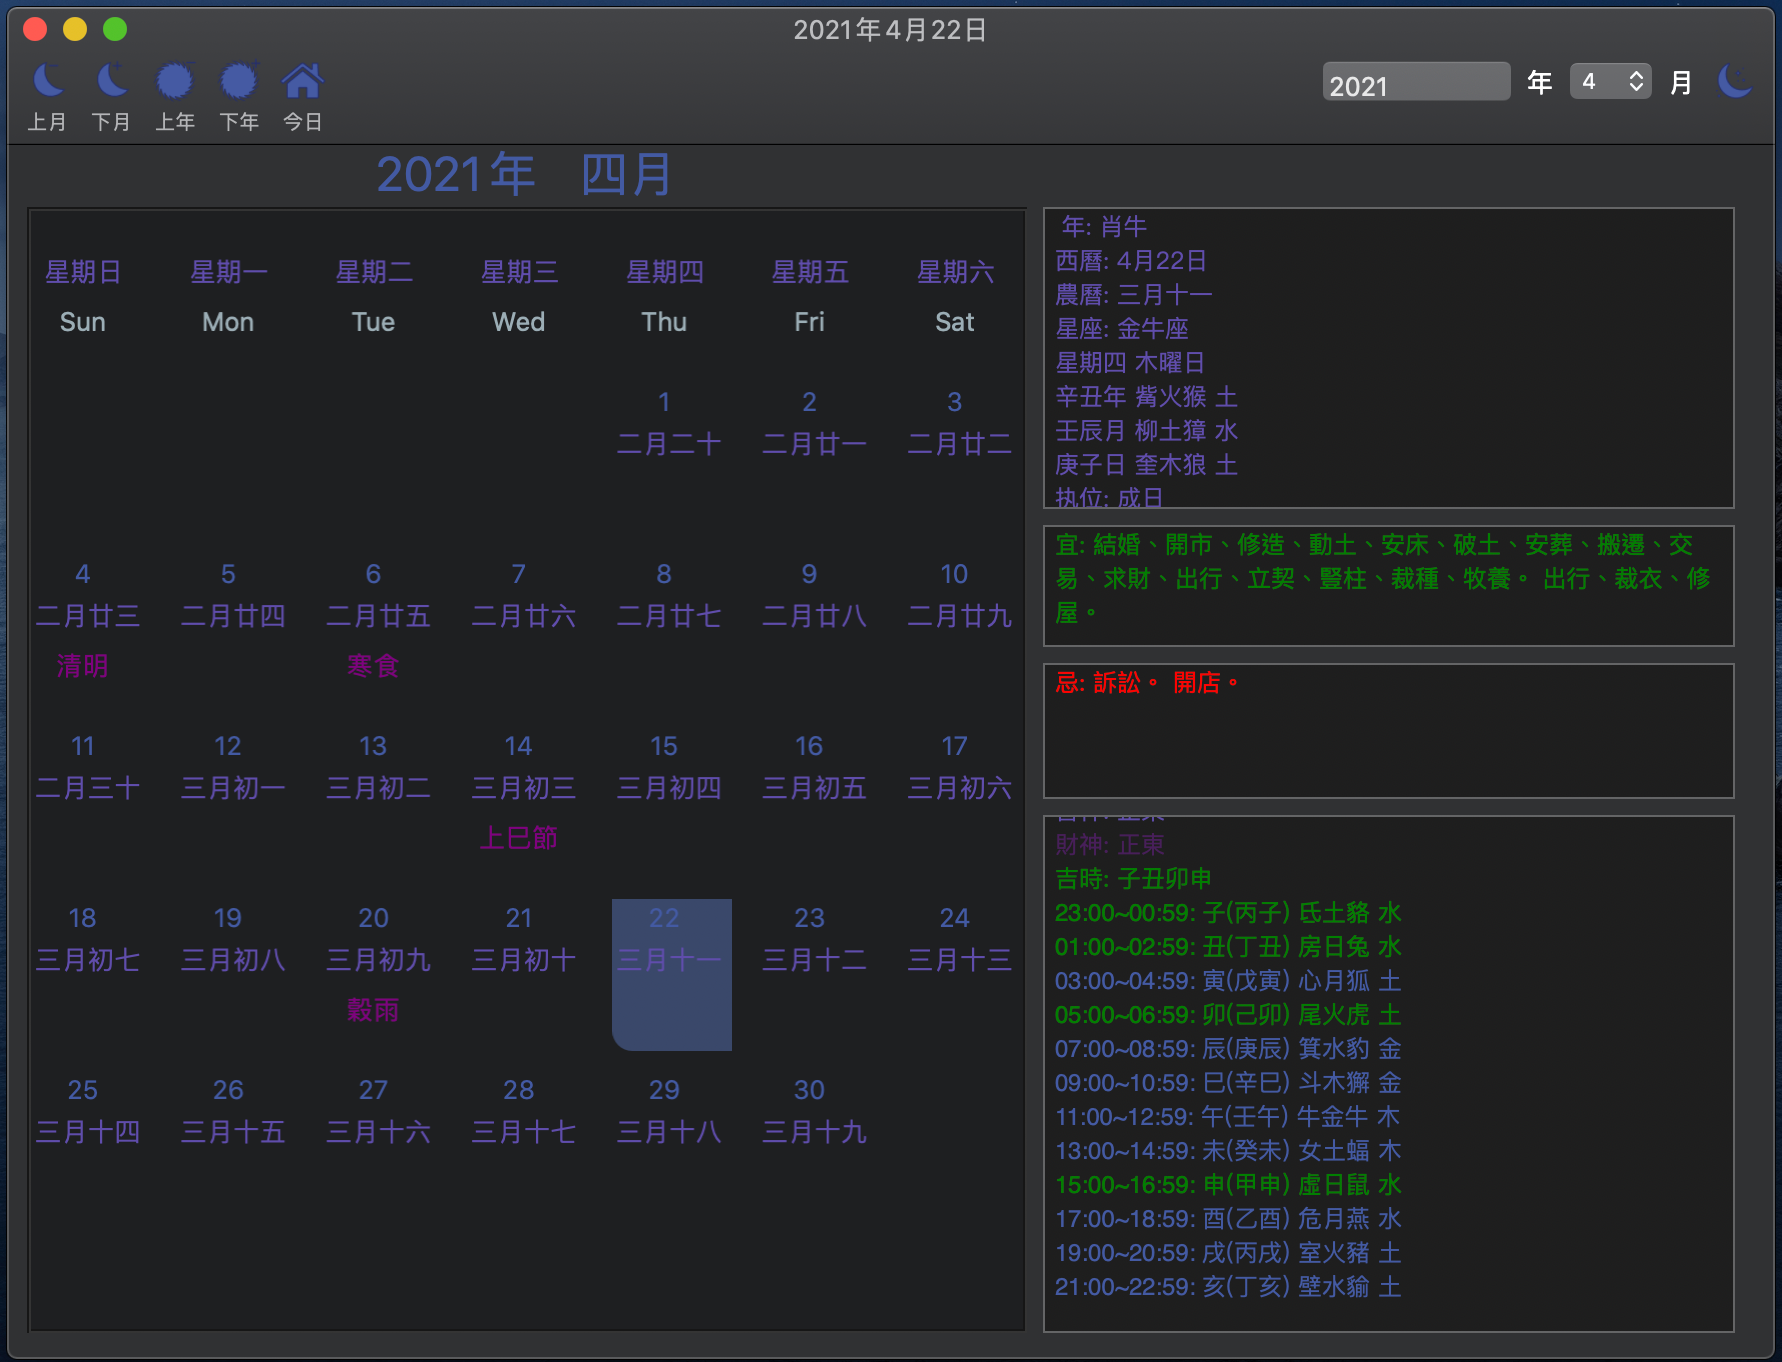 2021年4月22日
上月 下月 上年 下年 今日
2021 年 4 月
2021年 四月
星期日 星期一 星期二 星期三 星期四 星期五 星期六
Sun Mon Tue Wed Thu Fri Sat
1 2 3
二月二十 二月廿一 二月廿二
4 5 6 7 8 9 10
二月廿三 二月廿四 二月廿五 二月廿六 二月廿七 二月廿八 二月廿九
清明 寒食
11 12 13 14 15 16 17
二月三十 三月初一 三月初二 三月初三 三月初四 三月初五 三月初六
上巳節
18 19 20 21 22 23 24
三月初七 三月初八 三月初九 三月初十 三月十一 三月十二 三月十三
穀雨
25 26 27 28 29 30
三月十四 三月十五 三月十六 三月十七 三月十八 三月十九
年: 肖牛
西曆: 4月22日
農曆: 三月十一
星座: 金牛座
星期四 木曜日
辛丑年 觜火猴 土
壬辰月 柳土獐 水
庚子日 奎木狼 土
执位: 成日
宜: 結婚、開市、修造、動土、安床、破土、安葬、搬遷、交
易、求財、出行、立契、豎柱、裁種、牧養。 出行、裁衣、修
屋。
忌: 訴訟。 開店。
財神: 正東
吉時: 子丑卯申
23:00~00:59: 子(丙子) 氐土貉 水
01:00~02:59: 丑(丁丑) 房日兔 水
03:00~04:59: 寅(戊寅) 心月狐 土
05:00~06:59: 卯(己卯) 尾火虎 土
07:00~08:59: 辰(庚辰) 箕水豹 金
09:00~10:59: 巳(辛巳) 斗木獬 金
11:00~12:59: 午(壬午) 牛金牛 木
13:00~14:59: 未(癸未) 女土蝠 木
15:00~16:59: 申(甲申) 虛日鼠 水
17:00~18:59: 酉(乙酉) 危月燕 水
19:00~20:59: 戌(丙戌) 室火豬 土
21:00~22:59: 亥(丁亥) 壁水貐 土